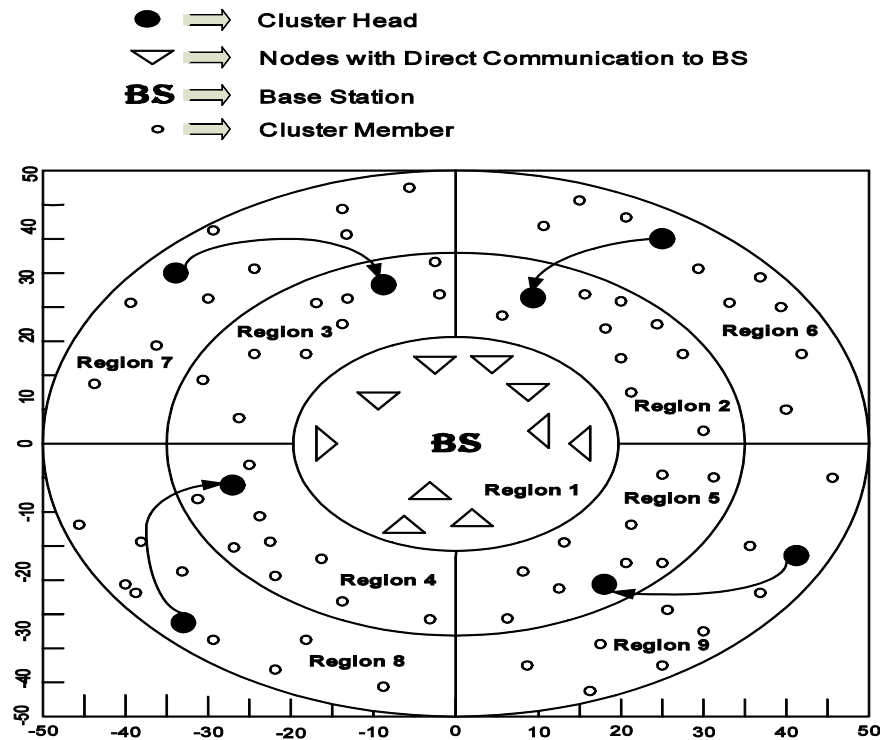 Cluster Head
Nodes with Direct Communication to BS
BS Base Station
Cluster Member
50
40
30
20
10
0
-10
-20
-30
-40
-50
Region 3
Region 7
Region 6
Region 2
BS
Region 1
Region 5
Region 4
Region 9
Region 8
-50 -40 -30 -20 -10 0 10 20 30 40 50